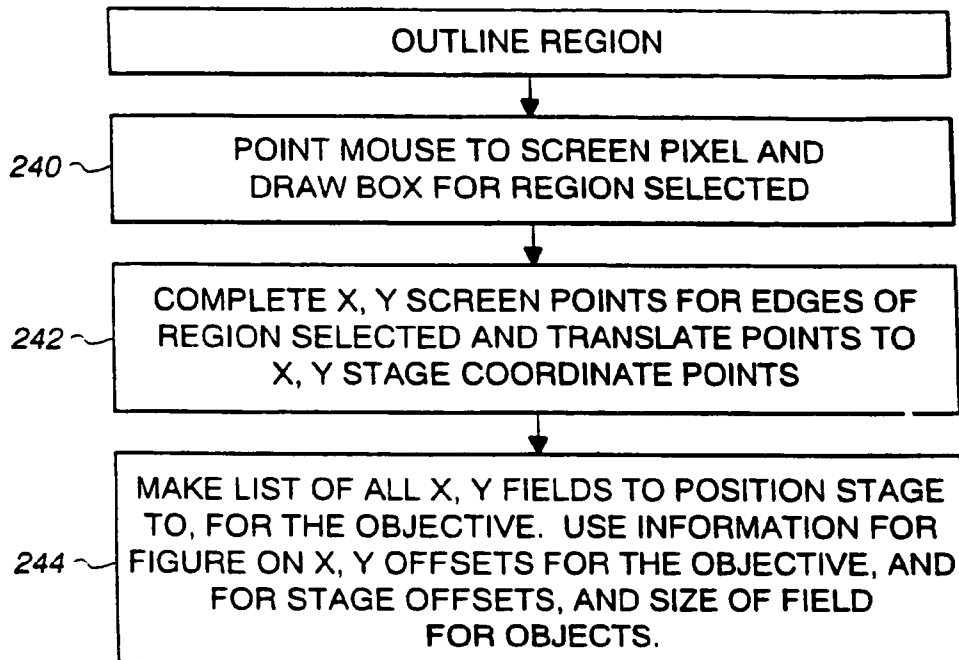 OUTLINE REGION
240
POINT MOUSE TO SCREEN PIXEL AND
DRAW BOX FOR REGION SELECTED
242
COMPLETE X, Y SCREEN POINTS FOR EDGES OF
REGION SELECTED AND TRANSLATE POINTS TO
X, Y STAGE COORDINATE POINTS
244
MAKE LIST OF ALL X, Y FIELDS TO POSITION STAGE
TO, FOR THE OBJECTIVE. USE INFORMATION FOR
FIGURE ON X, Y OFFSETS FOR THE OBJECTIVE, AND
FOR STAGE OFFSETS, AND SIZE OF FIELD
FOR OBJECTS.